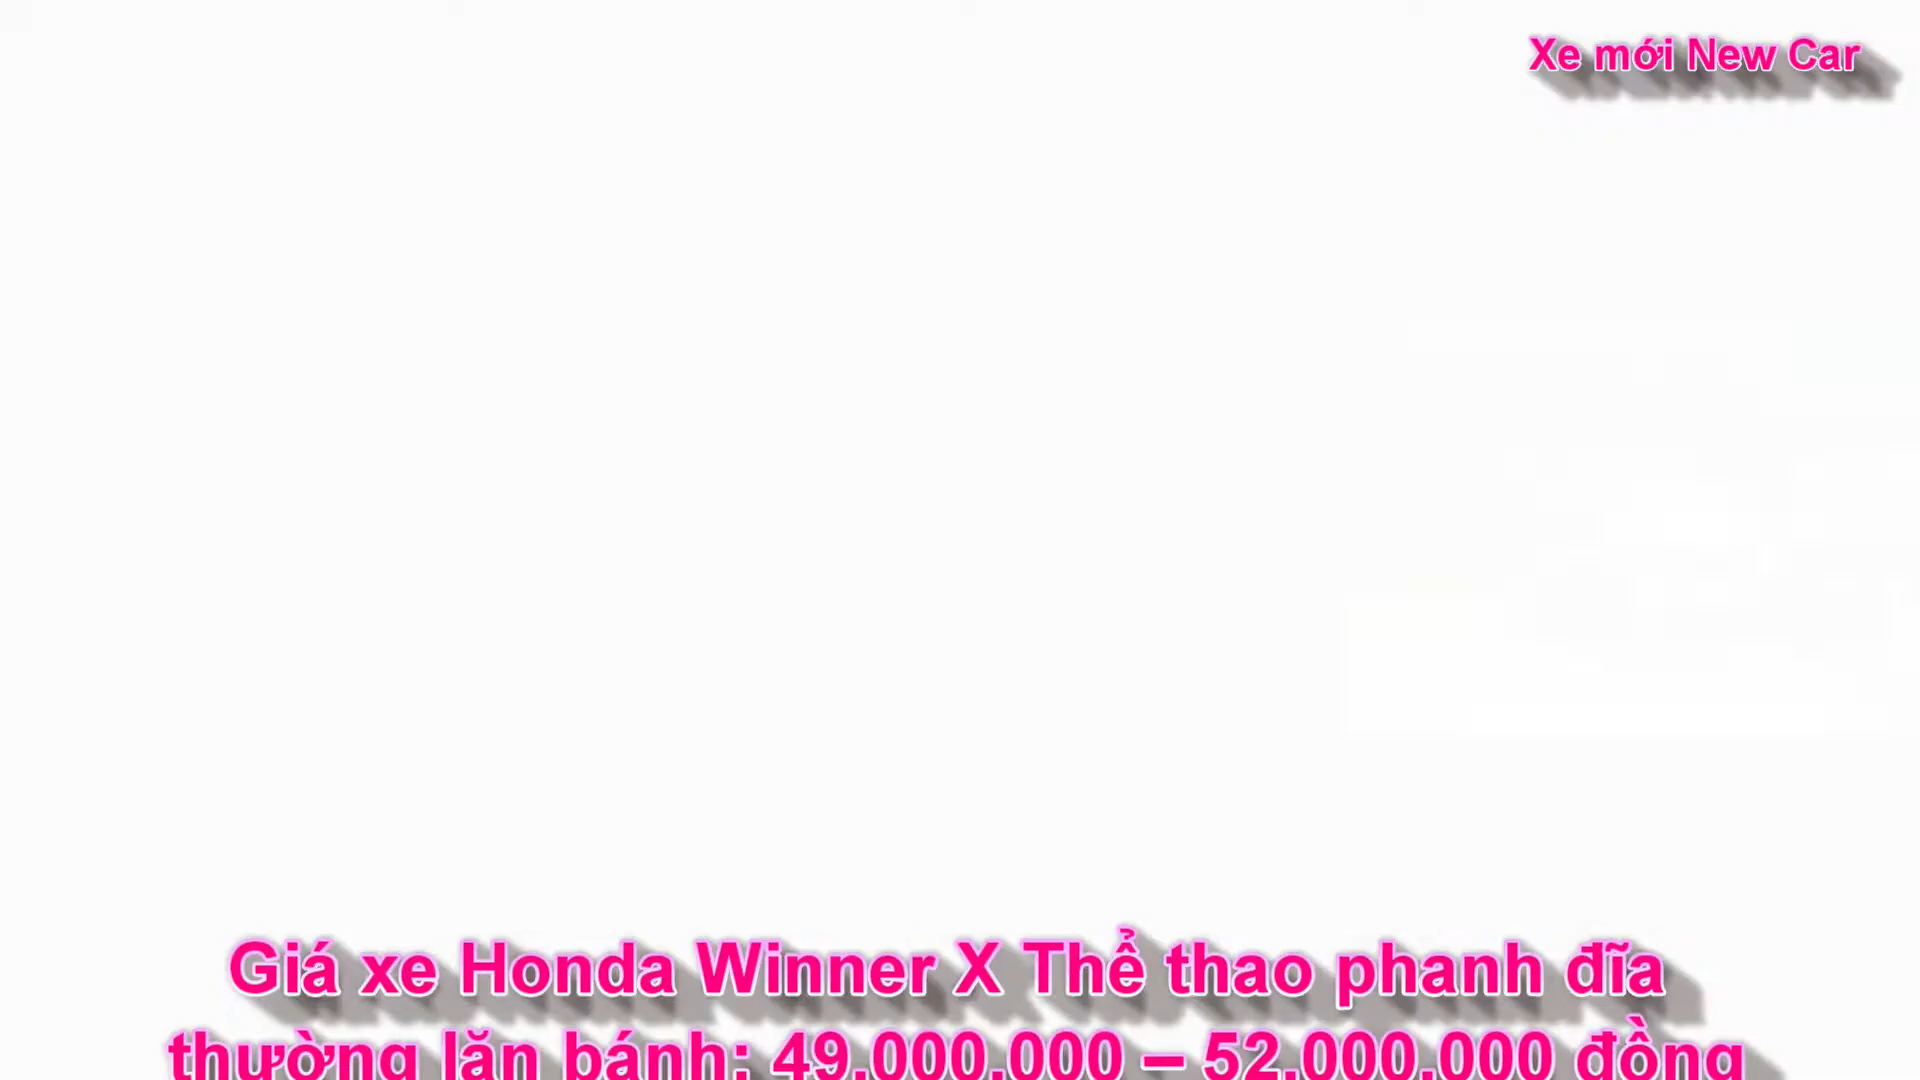 Xe mới New Car
Giá xe Honda Winner X Thể thao phanh đĩa
thường lăn bánh: 49.000.000 – 52.000.000 đồng